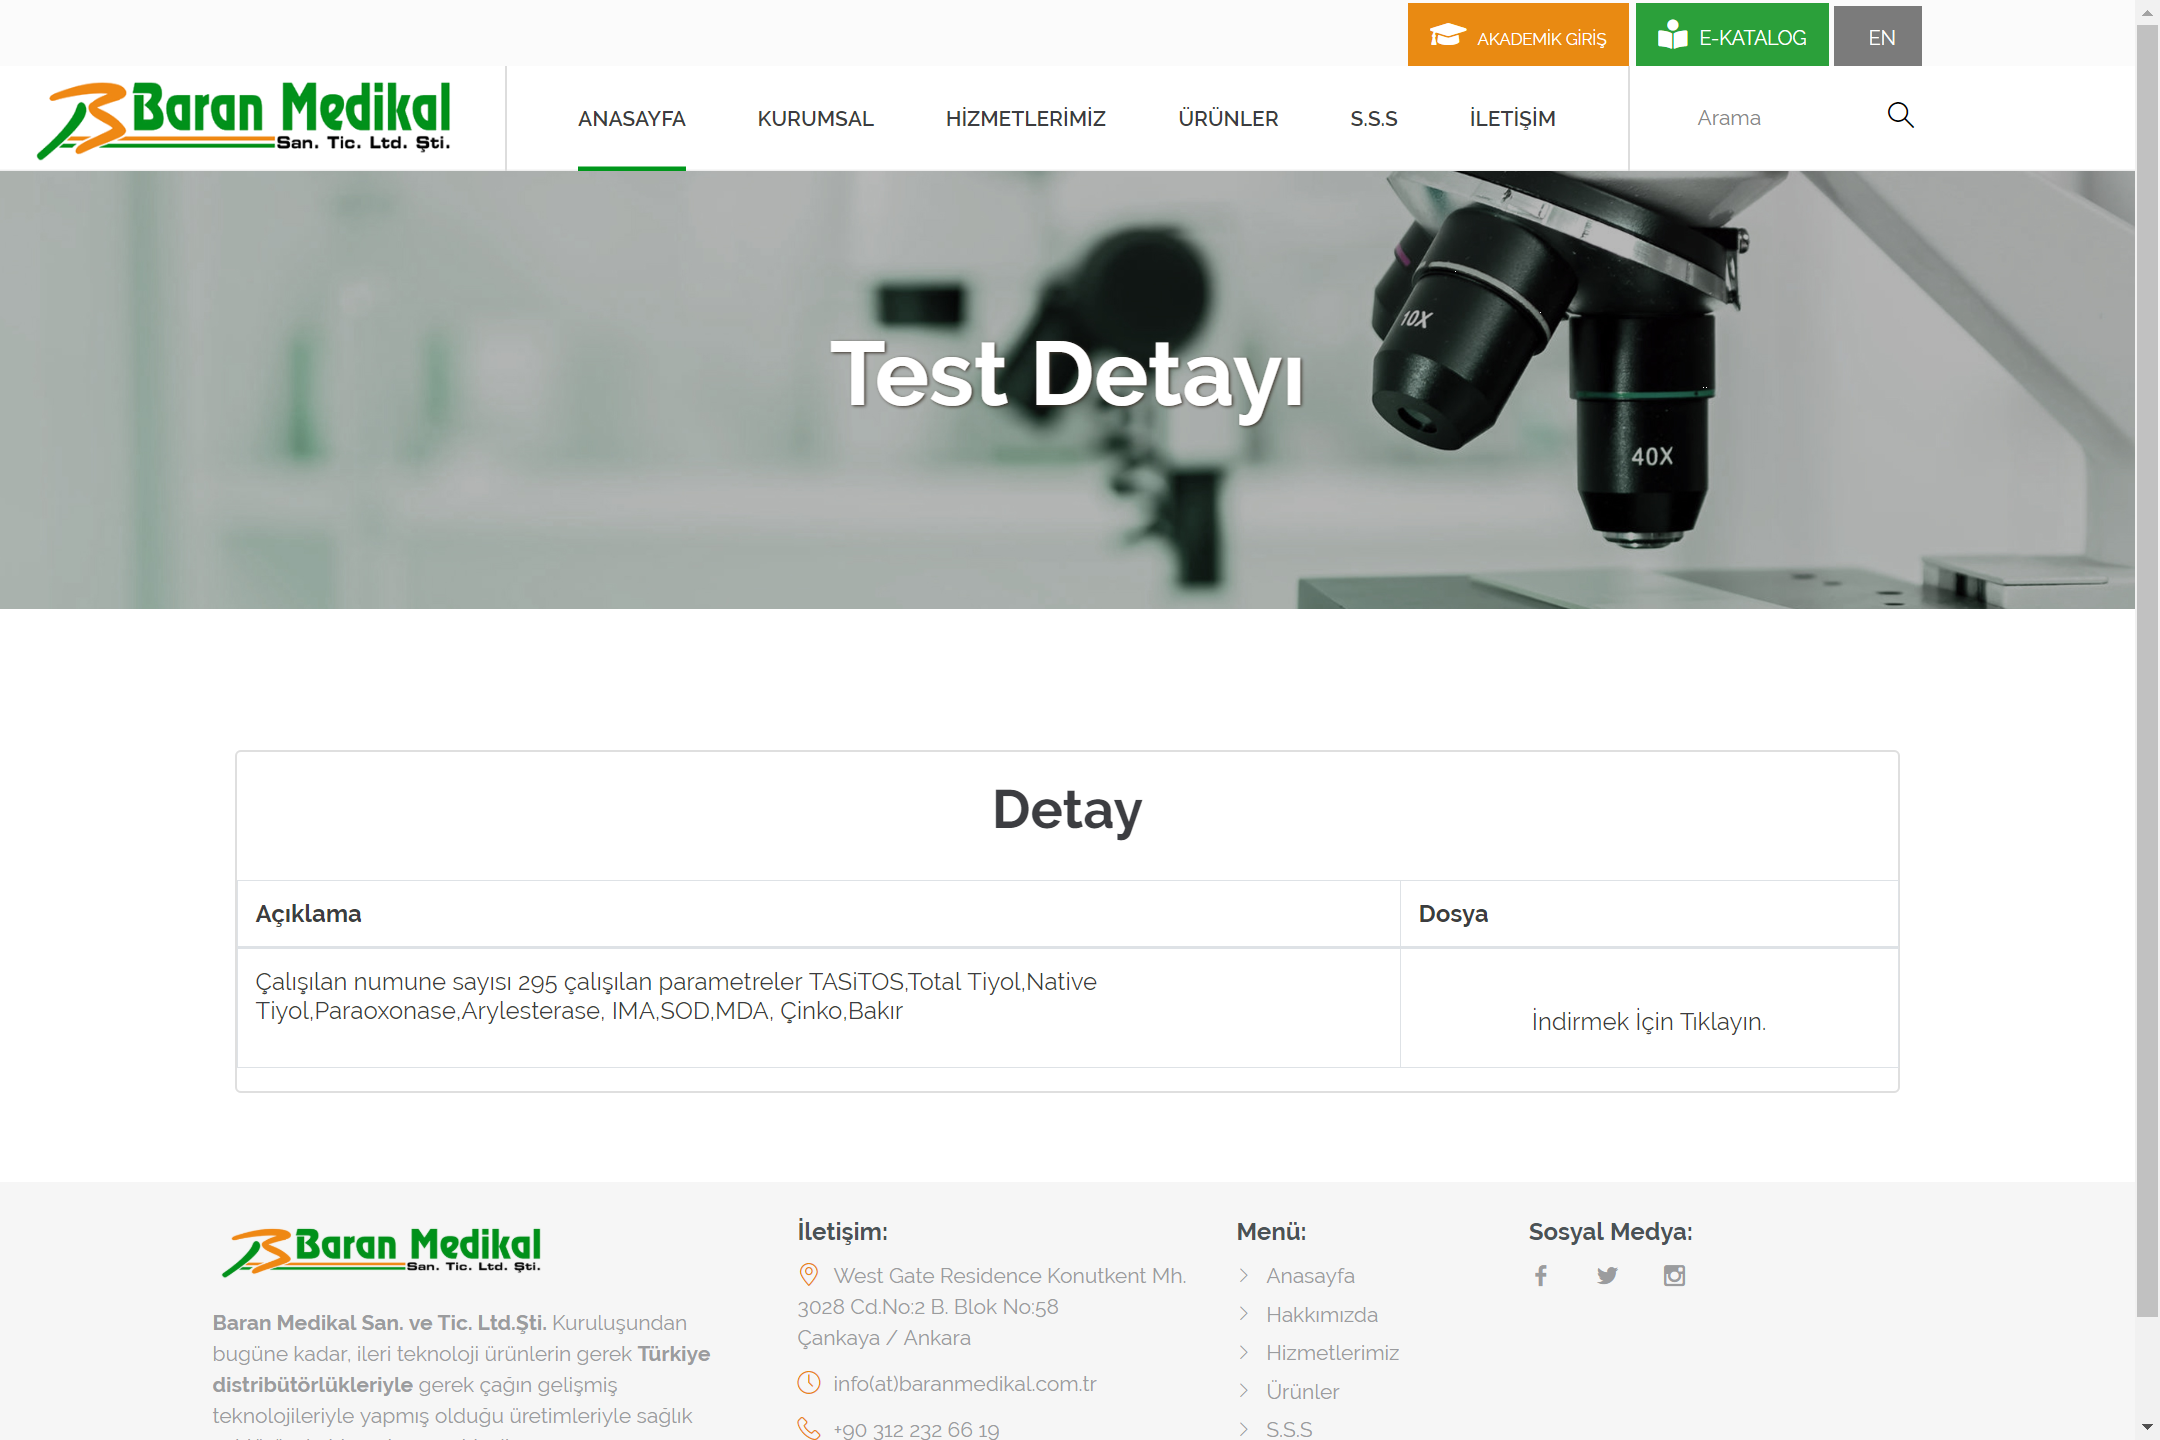 AKADEMİK GİRİŞ
E-KATALOG
EN
Baran Medikal
San. Tic. Ltd. Şti.
ANASAYFA
KURUMSAL
HİZMETLERİMİZ
ÜRÜNLER
S.S.S
İLETİŞİM
Arama
10X
40X
Test Detayı
Detay
Açıklama
Dosya
Çalışılan numune sayısı 295 çalışılan parametreler TASiTOS,Total Tiyol,Native
Tiyol,Paraoxonase,Arylesterase, IMA,SOD,MDA, Çinko,Bakır
İndirmek İçin Tıklayın.
Baran Medikal
San. Tic. Ltd. Şti.
Baran Medikal San. ve Tic. Ltd.Şti. Kuruluşundan
bugüne kadar, ileri teknoloji ürünlerin gerek Türkiye
distribütörlükleriyle gerek çağın gelişmiş
teknolojileriyle yapmış olduğu üretimleriyle sağlık
İletişim:
West Gate Residence Konutkent Mh.
3028 Cd.No:2 B. Blok No:58
Çankaya / Ankara
info(at)baranmedikal.com.tr
+90 312 232 66 19
Menü:
Anasayfa
Hakkımızda
Hizmetlerimiz
Ürünler
S.S.S
Sosyal Medya: